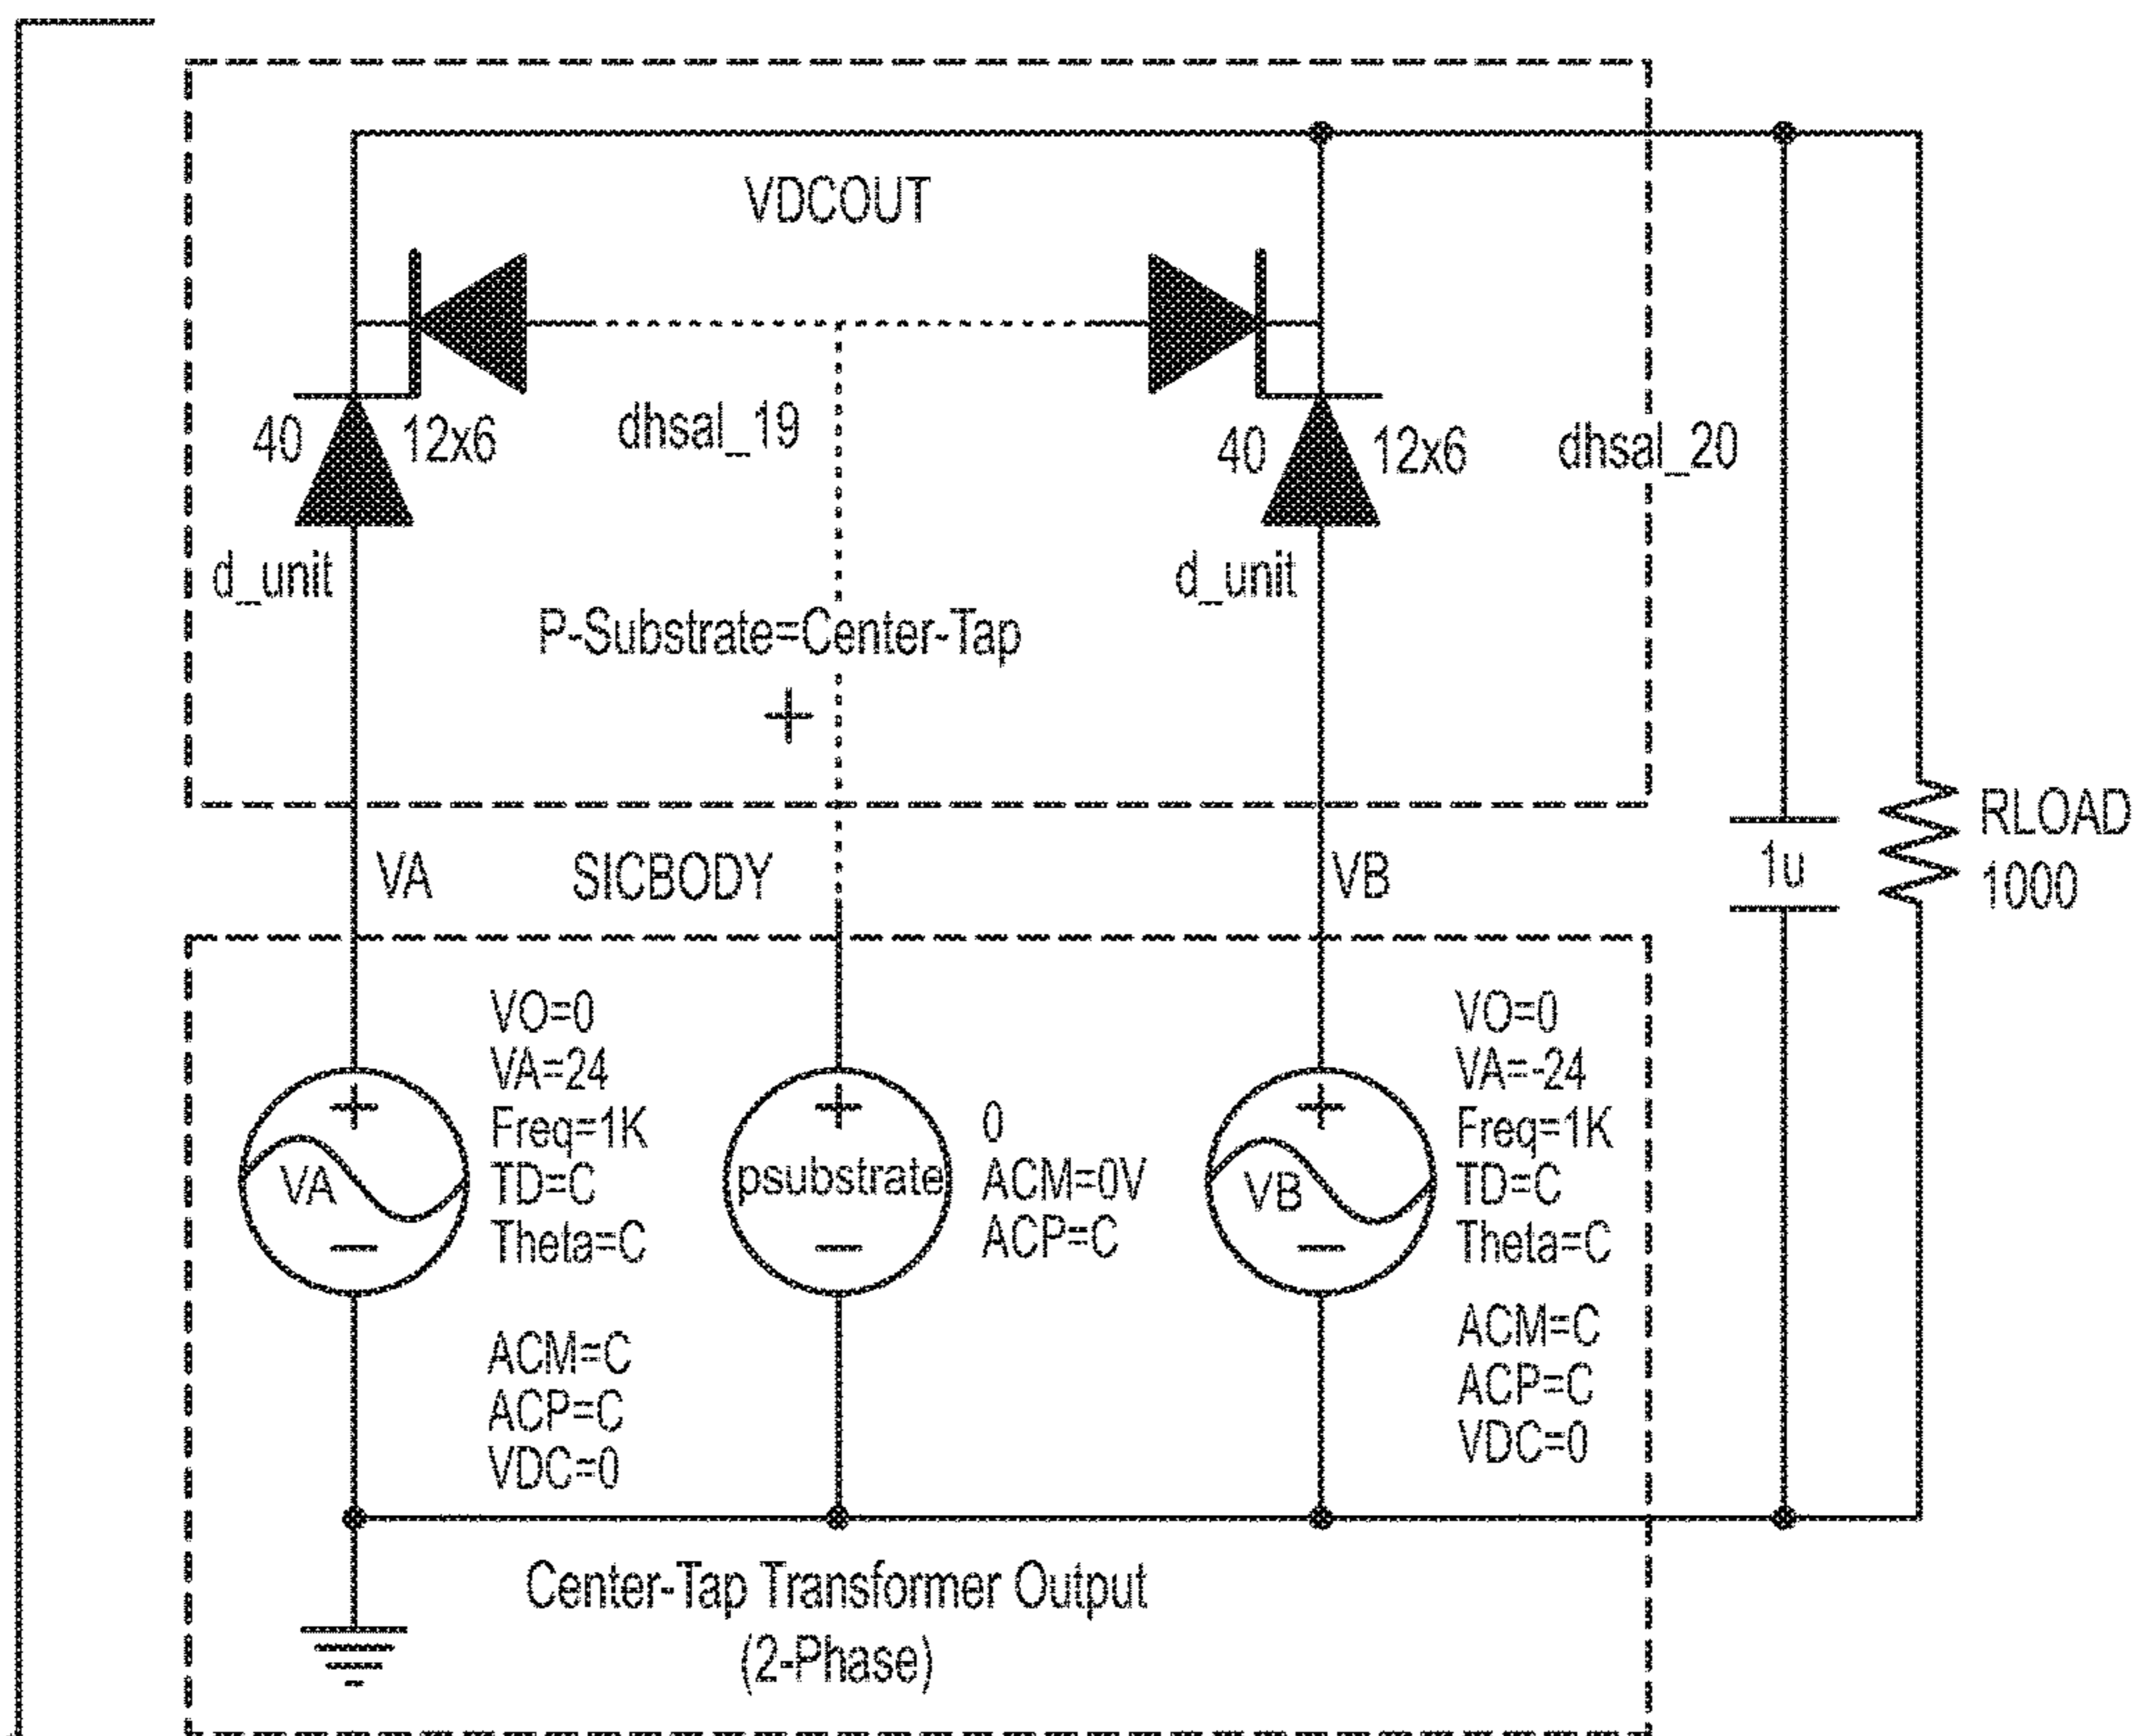 VDCOUT
40
12x6
dhsal_19
40
12x6
dhsal_20
d_unit
d_unit
P-Substrate=Center-Tap
+
VA
SICBODY
VB
1u
RLOAD
1000
VO=0
VA=24
Freq=1K
TD=C
Theta=C
ACM=C
ACP=C
VDC=0
+
VA
−
+
psubstrate
−
0
ACM=0V
ACP=C
+
VB
−
VO=0
VA=-24
Freq=1K
TD=C
Theta=C
ACM=C
ACP=C
VDC=0
Center-Tap Transformer Output
(2-Phase)